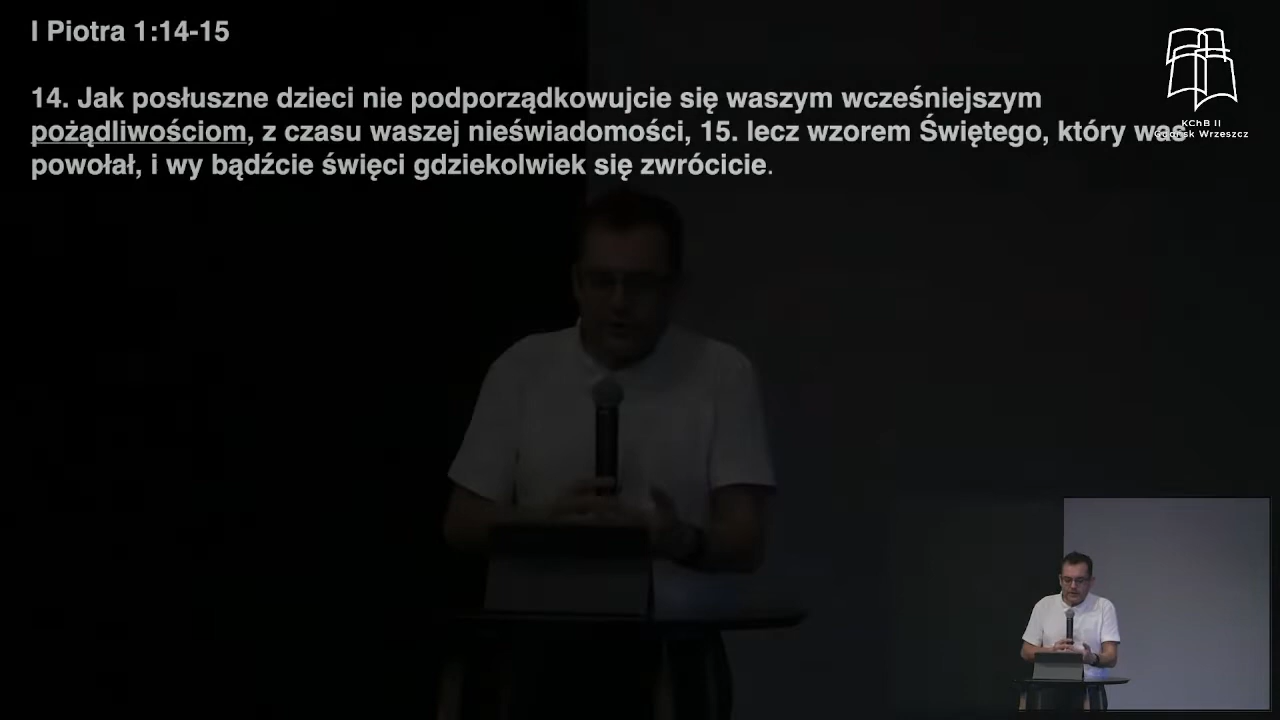 I Piotra 1:14-15
14. Jak posłuszne dzieci nie podporządkowujcie się waszym wcześniejszym
pożądliwościom, z czasu waszej nieświadomości, 15. lecz wzorem Świętego, który was
powołał, i wy bądźcie święci gdziekolwiek się zwrócicie.
KChB II
Gdańsk Wrzeszcz